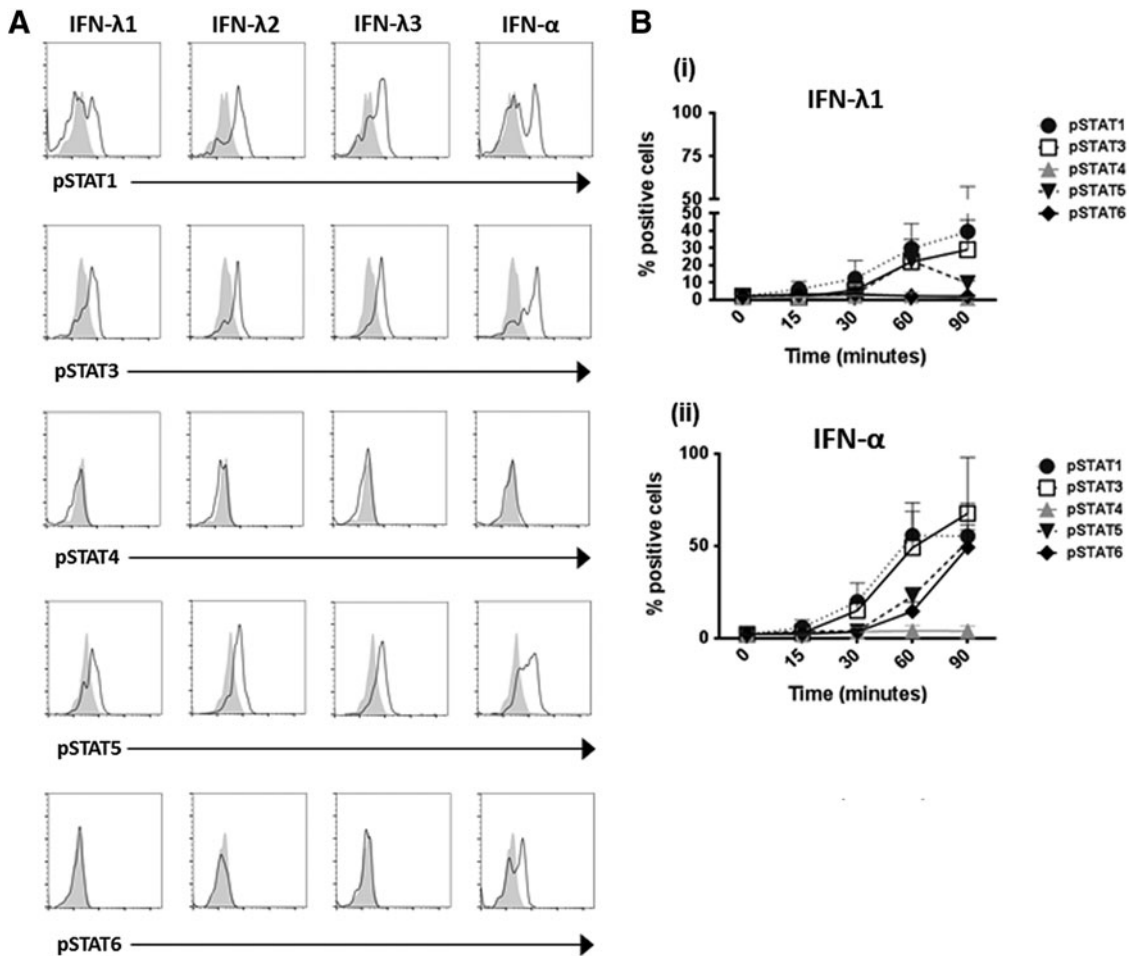 A
IFN-λ1 IFN-λ2 IFN-λ3 IFN-α
pSTAT1
pSTAT3
pSTAT4
pSTAT5
pSTAT6
B
(i)
IFN-λ1
100
75
50
50
40
30
20
10
0
% positive cells
0 15 30 60 90
Time (minutes)
pSTAT1
pSTAT3
pSTAT4
pSTAT5
pSTAT6
(ii)
IFN-α
100
50
0
% positive cells
0 15 30 60 90
Time (minutes)
pSTAT1
pSTAT3
pSTAT4
pSTAT5
pSTAT6